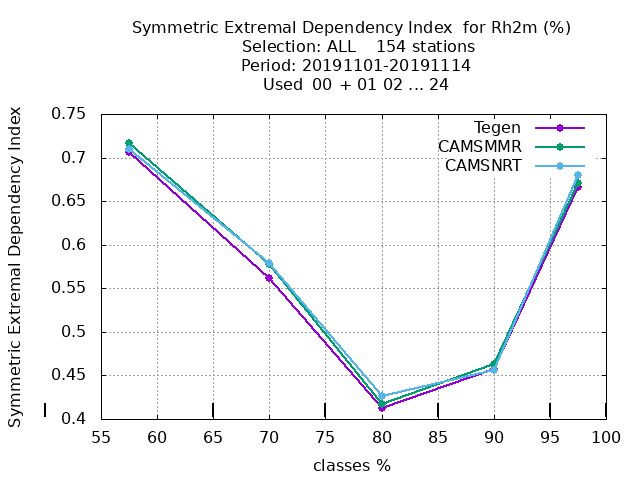 Symmetric Extremal Dependency Index  for Rh2m (%)
Selection: ALL    154 stations
Period: 20191101-20191114
Used  00  + 01 02 ... 24
Symmetric Extremal Dependency Index
0.75
0.7
0.65
0.6
0.55
0.5
0.45
0.4
Tegen
CAMSMMR
CAMSNRT
55 60 65 70 75 80 85 90 95 100
classes %